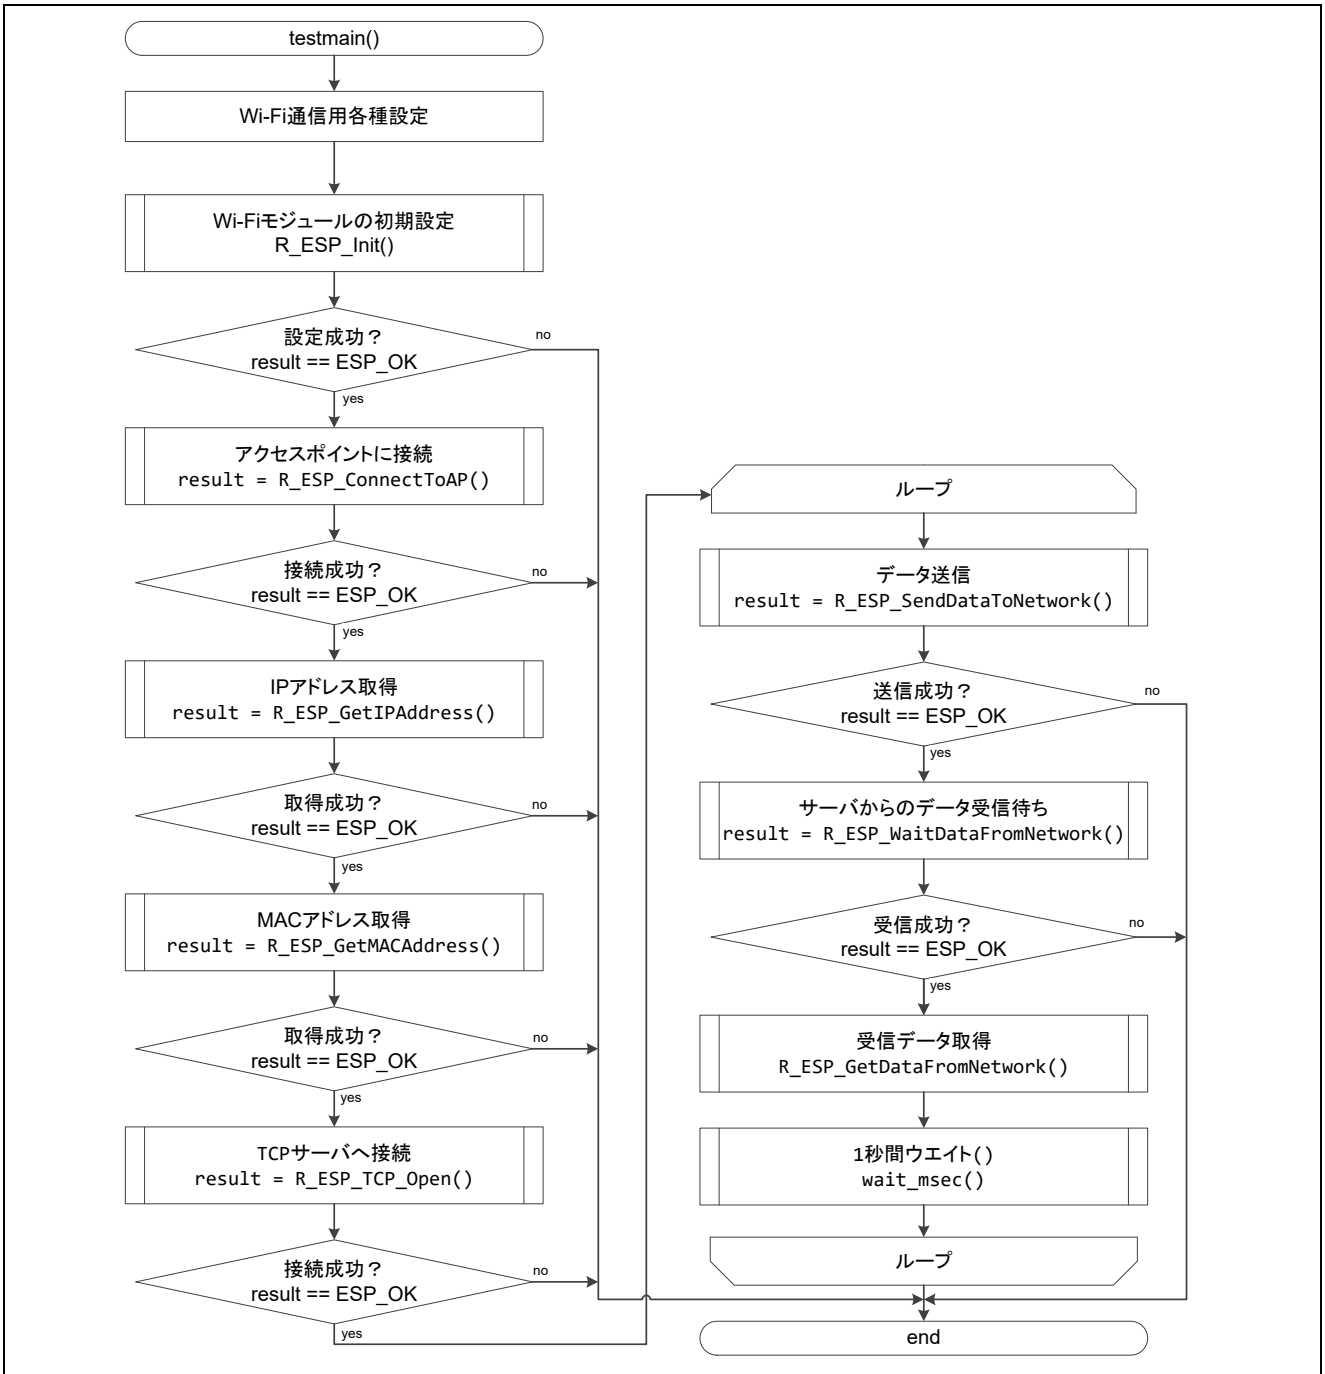 testmain()
Wi-Fi通信用各種設定
Wi-Fiモジュールの初期設定
R_ESP_Init()
設定成功？
result == ESP_OK
no
yes
アクセスポイントに接続
result = R_ESP_ConnectToAP()
接続成功？
result == ESP_OK
no
yes
IPアドレス取得
result = R_ESP_GetIPAddress()
取得成功？
result == ESP_OK
no
yes
MACアドレス取得
result = R_ESP_GetMACAddress()
取得成功？
result == ESP_OK
no
yes
TCPサーバへ接続
result = R_ESP_TCP_Open()
接続成功？
result == ESP_OK
no
yes
ループ
データ送信
result = R_ESP_SendDataToNetwork()
送信成功？
result == ESP_OK
no
yes
サーバからのデータ受信待ち
result = R_ESP_WaitDataFromNetwork()
受信成功？
result == ESP_OK
no
yes
受信データ取得
R_ESP_GetDataFromNetwork()
1秒間ウエイト()
wait_msec()
ループ
end